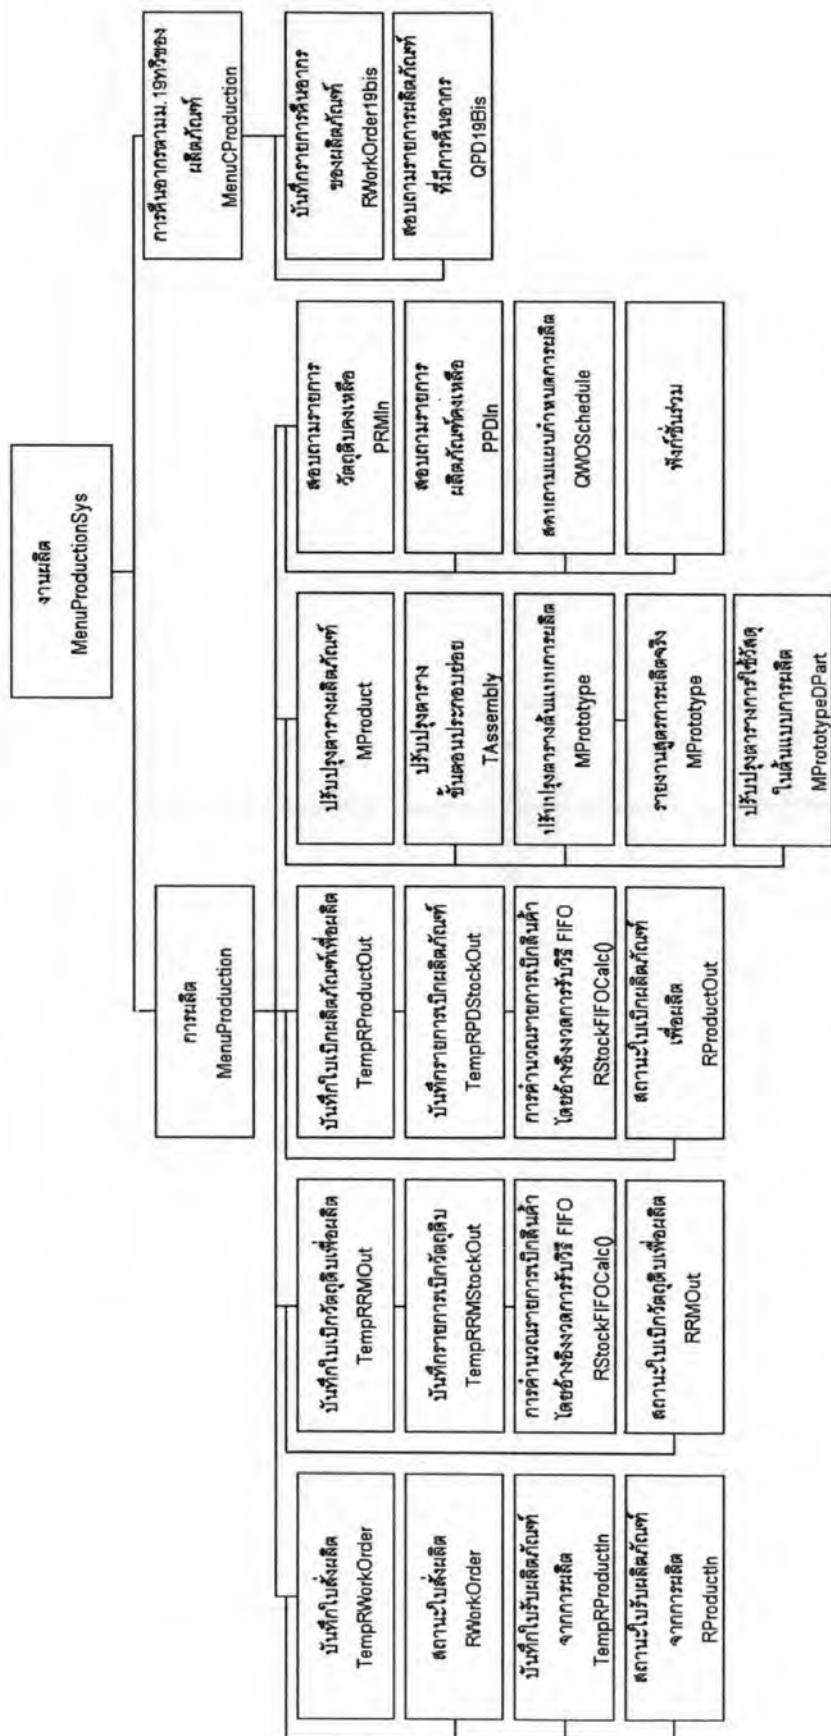 งานผลิต
MenuProductionSys
การผลิต
MenuProduction
การคืนอากรตามม.19ทวิของ
ผลิตภัณฑ์
MenuCProduction
บันทึกใบสั่งผลิต
TempRWorkOrder
สถานะใบสั่งผลิต
RWorkOrder
บันทึกใบรับผลิตภัณฑ์
จากการผลิต
TempRProductIn
สถานะใบรับผลิตภัณฑ์
จากการผลิต
RProductIn
บันทึกใบเบิกวัตถุดิบเพื่อผลิต
TempRRMOut
บันทึกรายการเบิกวัตถุดิบ
TempRRMStockOut
การคำนวณรายการเบิกสินค้า
โดยอ้างอิงงวดการรับวิธี FIFO
RStockFIFOCalc()
สถานะใบเบิกวัตถุดิบเพื่อผลิต
RRMOut
บันทึกใบเบิกผลิตภัณฑ์เพื่อผลิต
TempRProductOut
บันทึกรายการเบิกผลิตภัณฑ์
TempRPDStockOut
การคำนวณรายการเบิกสินค้า
โดยอ้างอิงงวดการรับวิธี FIFO
RStockFIFOCalc()
สถานะใบเบิกผลิตภัณฑ์
เพื่อผลิต
RProductOut
ปรับปรุงตารางผลิตภัณฑ์
MProduct
ปรับปรุงตาราง
ขั้นตอนประกอบย่อย
TAssembly
ปรับปรุงตารางต้นแบบการผลิต
MPrototype
รายงานสูตรการผลิตจริง
MPrototype
ปรับปรุงตารางการใช้วัสดุ
ในต้นแบบการผลิต
MPrototypeDPart
สอบถามรายการ
วัตถุดิบคงเหลือ
PRMIn
สอบถามรายการ
ผลิตภัณฑ์คงเหลือ
PPDIn
สอบถามแผนกำหนดการผลิต
QWOSchedule
ฟังก์ชั่นร่วม
บันทึกรายการคืนอากร
ของผลิตภัณฑ์
RWorkOrder19bis
สอบถามรายการผลิตภัณฑ์
ที่มีการคืนอากร
QPD19Bis